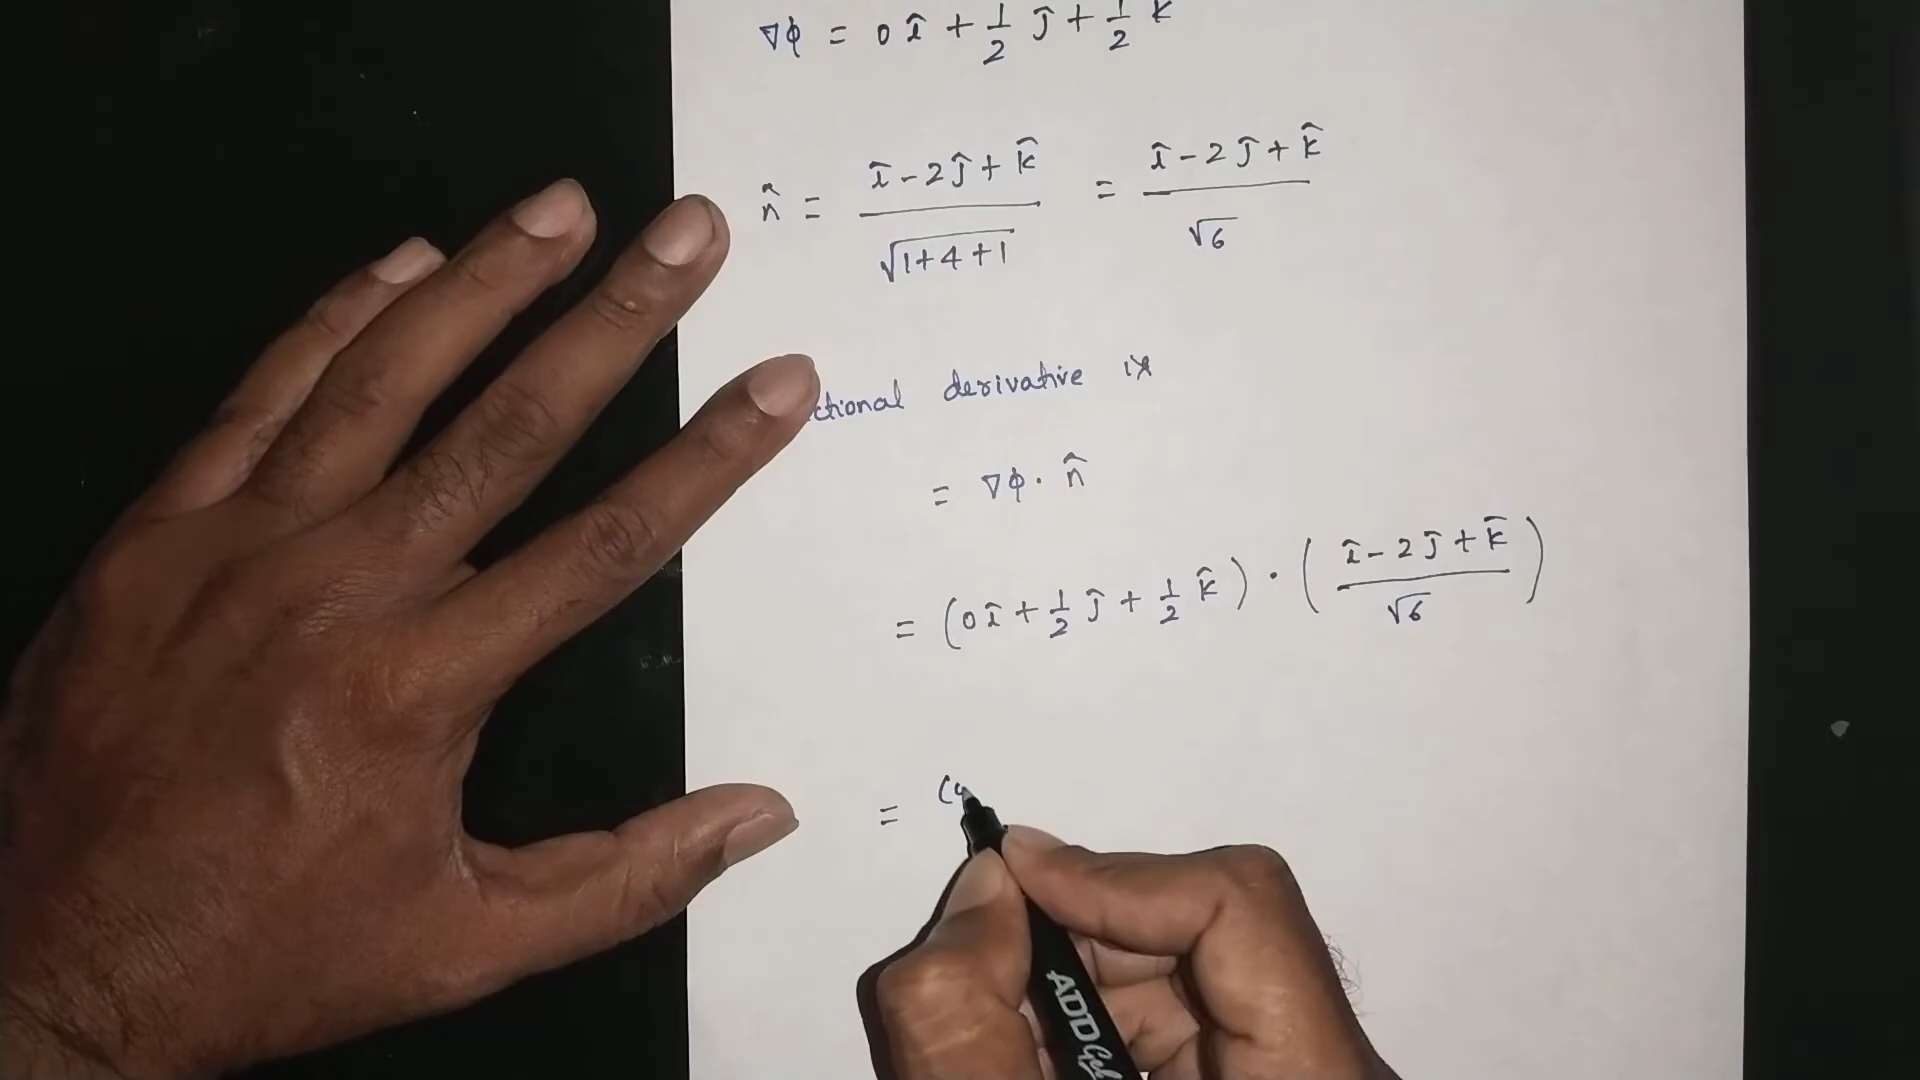 ∇φ = 0î + 1/2 ĵ + 1/2 k
n̂ = î - 2ĵ + k̂ / √1+4+1 = î - 2ĵ + k̂ / √6
ctional derivative is
= ∇φ · n̂
= (0î + 1/2 ĵ + 1/2 k̂) · (î - 2ĵ + k̂ / √6)
= (
ADD Gel